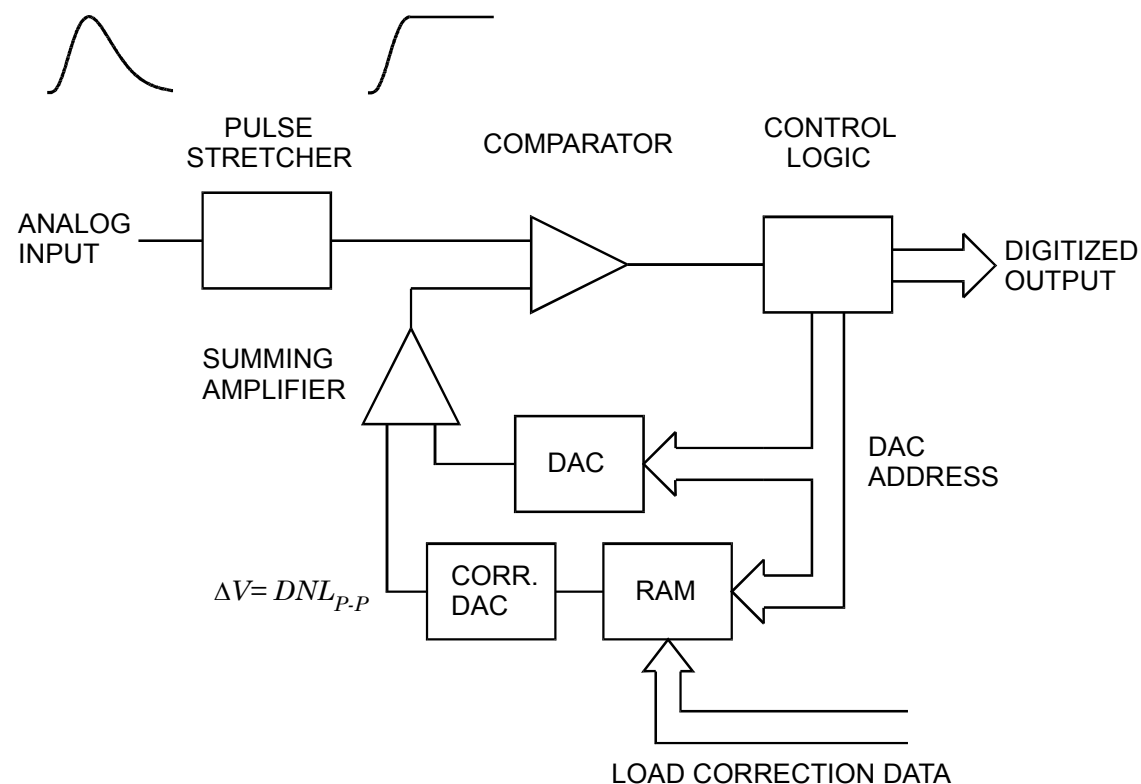 PULSE
STRETCHER
COMPARATOR
CONTROL
LOGIC
ANALOG
INPUT
DIGITIZED
OUTPUT
SUMMING
AMPLIFIER
DAC
DAC
ADDRESS
ΔV= DNL_{P-P}
CORR.
DAC
RAM
LOAD CORRECTION DATA